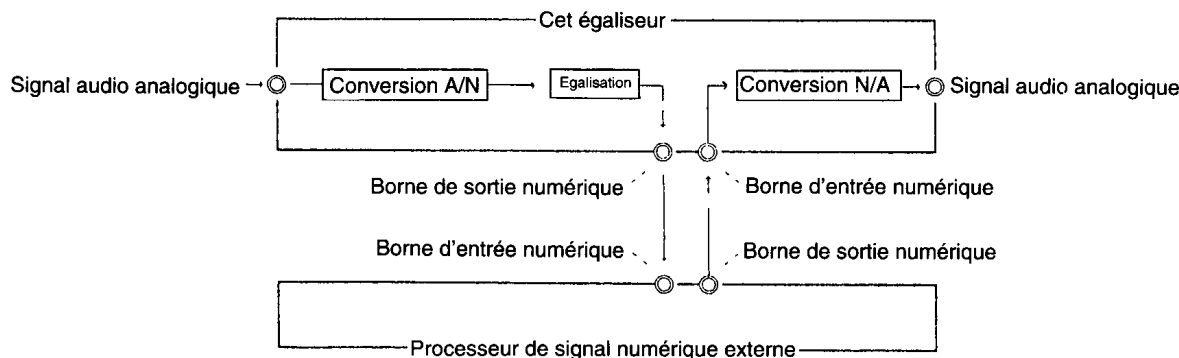 Cet égaliseur
Signal audio analogique
Conversion A/N
Egalisation
Conversion N/A
Signal audio analogique
Borne de sortie numérique
Borne d'entrée numérique
Borne d'entrée numérique
Borne de sortie numérique
Processeur de signal numérique externe